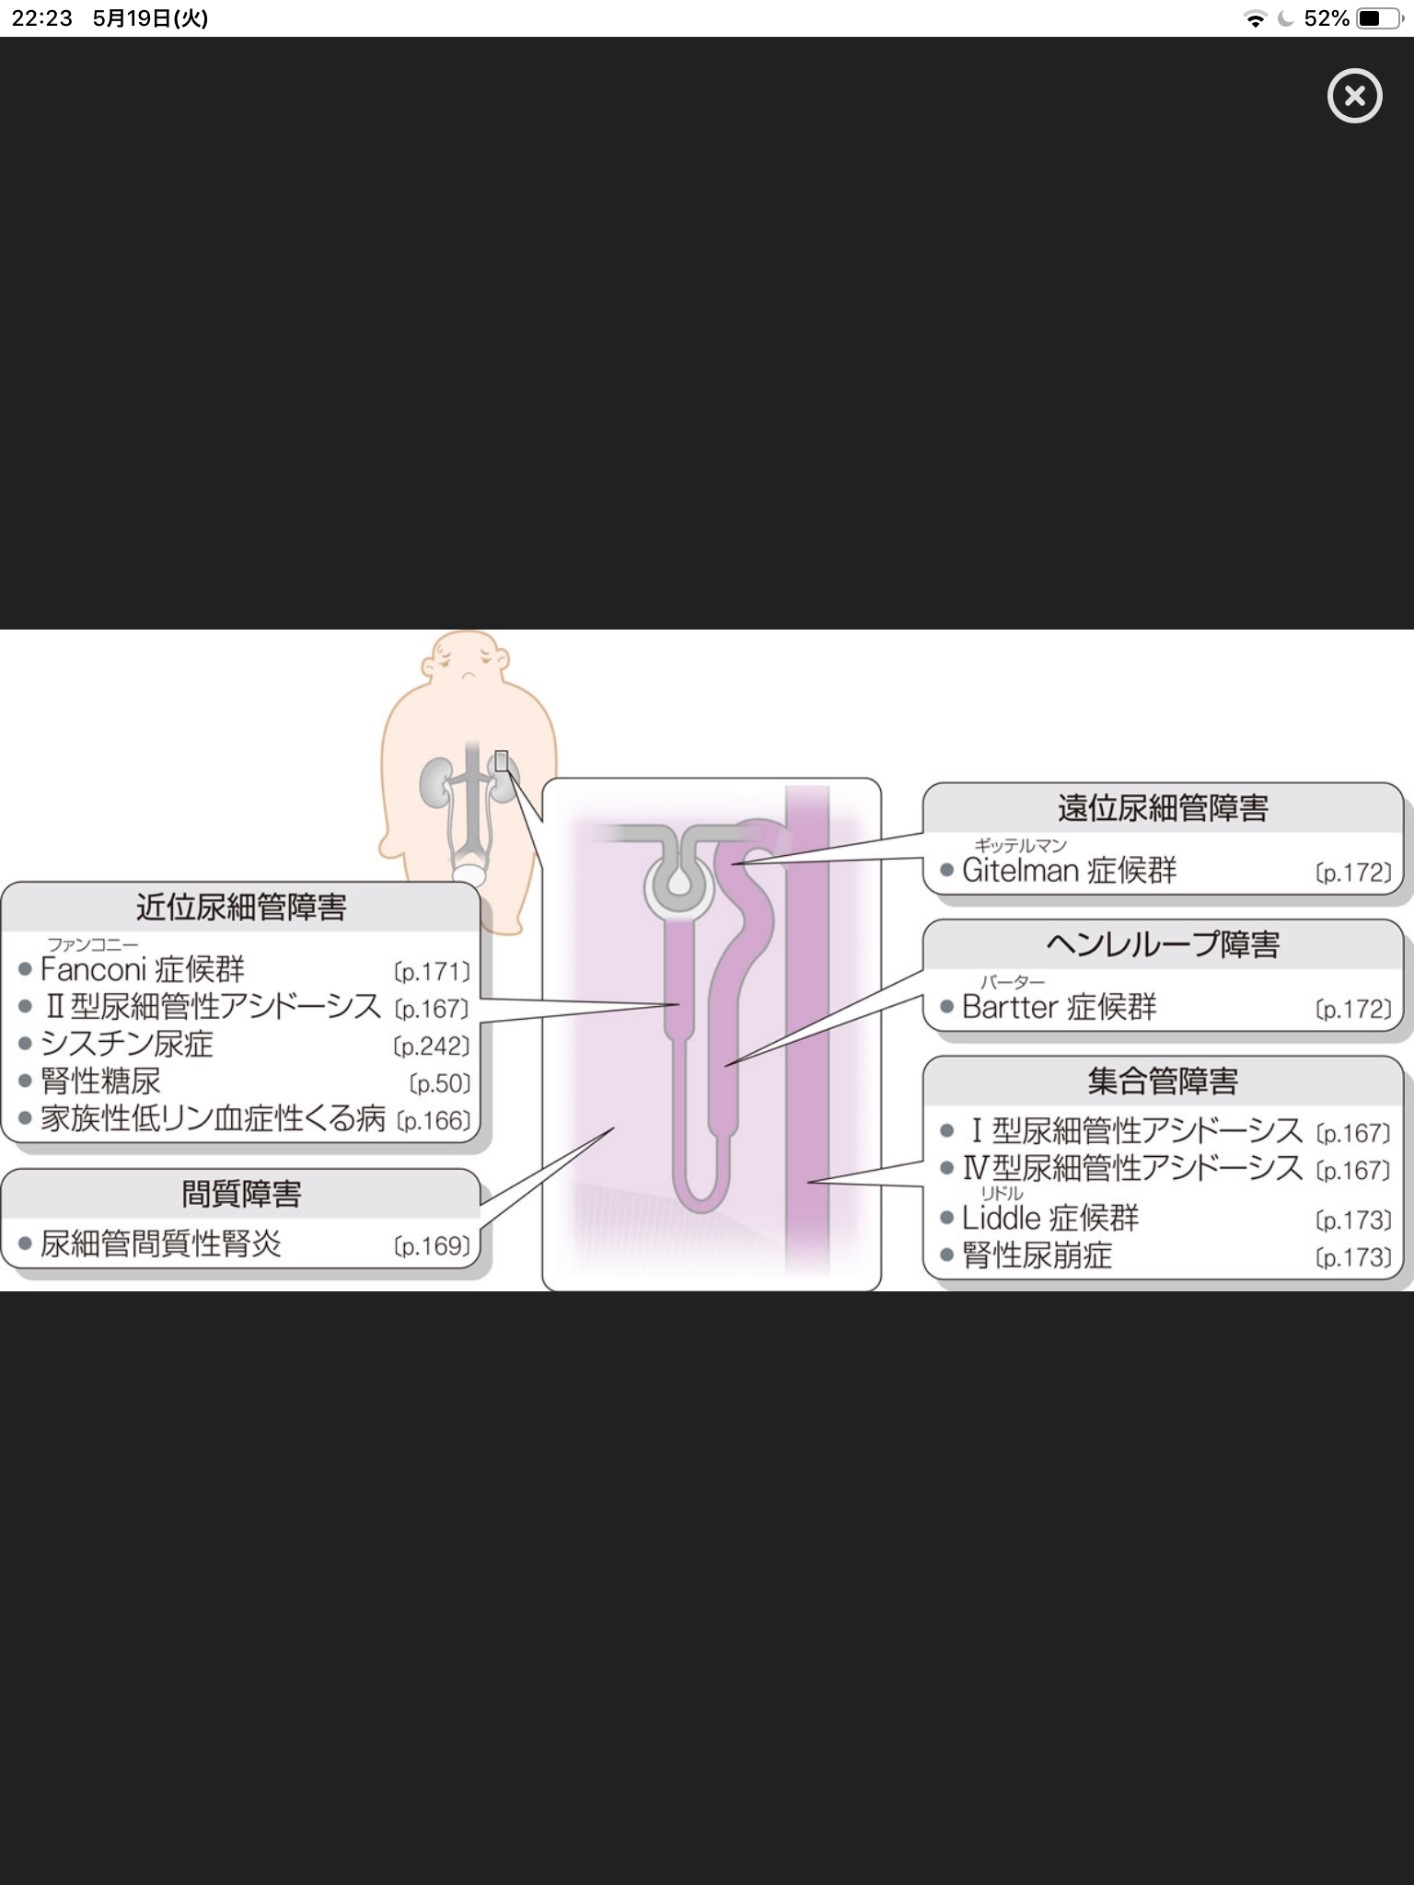 22:23 5月19日(火)
52%
近位尿細管障害
ファンコニー
● Fanconi 症候群 〔p.171〕
● Ⅱ型尿細管性アシドーシス 〔p.167〕
● シスチン尿症 〔p.242〕
● 腎性糖尿 〔p.50〕
● 家族性低リン血症性くる病 〔p.166〕
間質障害
● 尿細管間質性腎炎 〔p.169〕
遠位尿細管障害
ギッテルマン
● Gitelman 症候群 〔p.172〕
ヘンレループ障害
バーター
● Bartter 症候群 〔p.172〕
集合管障害
● Ⅰ型尿細管性アシドーシス 〔p.167〕
● Ⅳ型尿細管性アシドーシス 〔p.167〕
リドル
● Liddle 症候群 〔p.173〕
● 腎性尿崩症 〔p.173〕